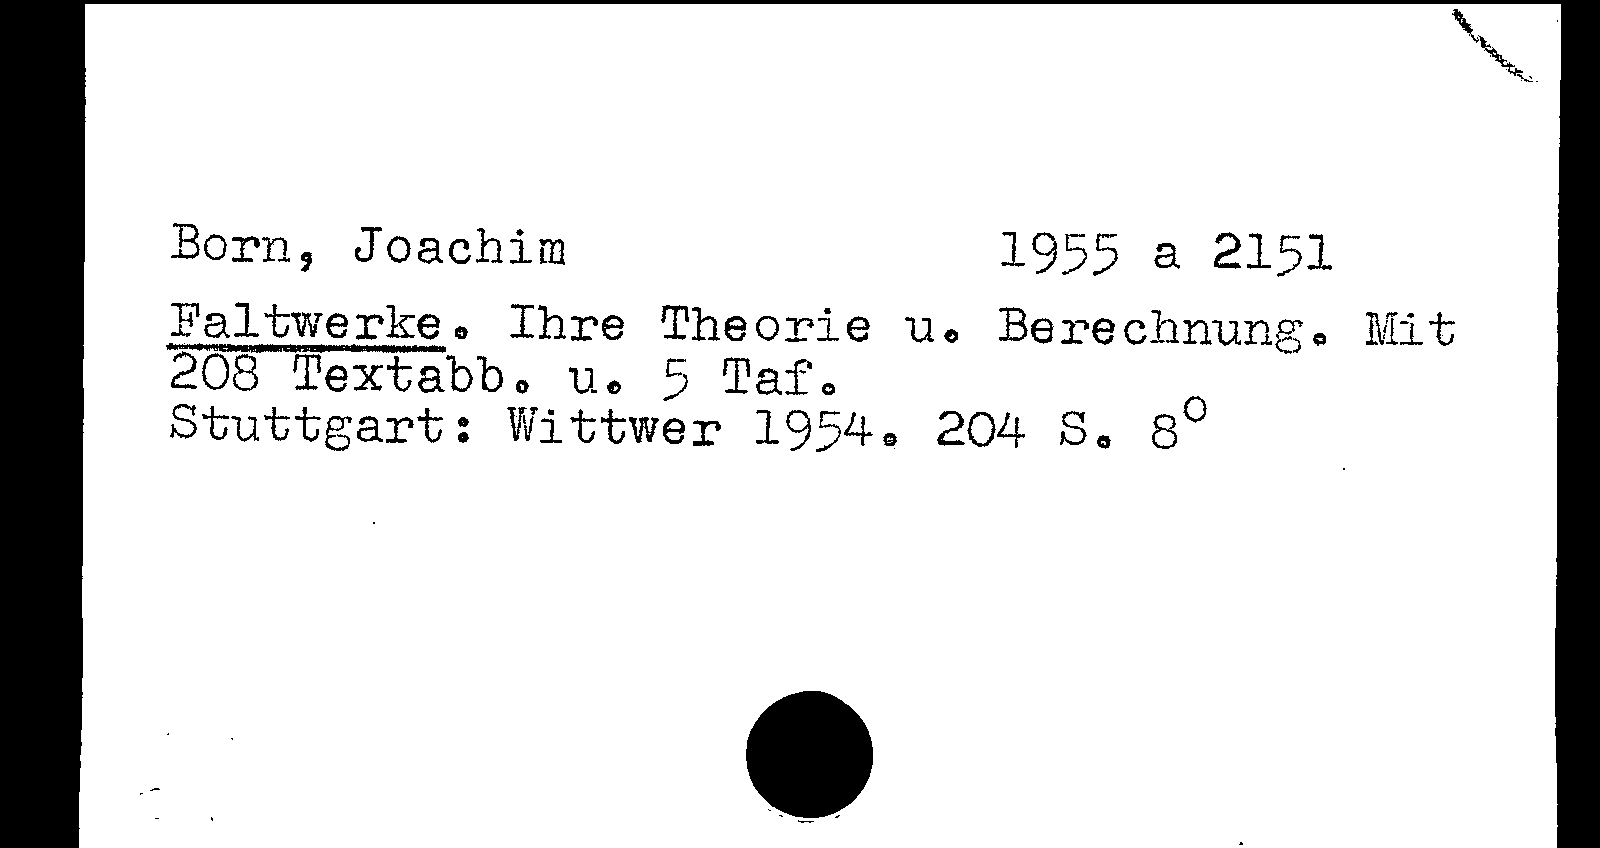 Born, Joachim 1955 a 2151
Faltwerke. Ihre Theorie u. Berechnung. Mit
208 Textabb. u. 5 Taf.
Stuttgart: Wittwer 1954. 204 S. 8°